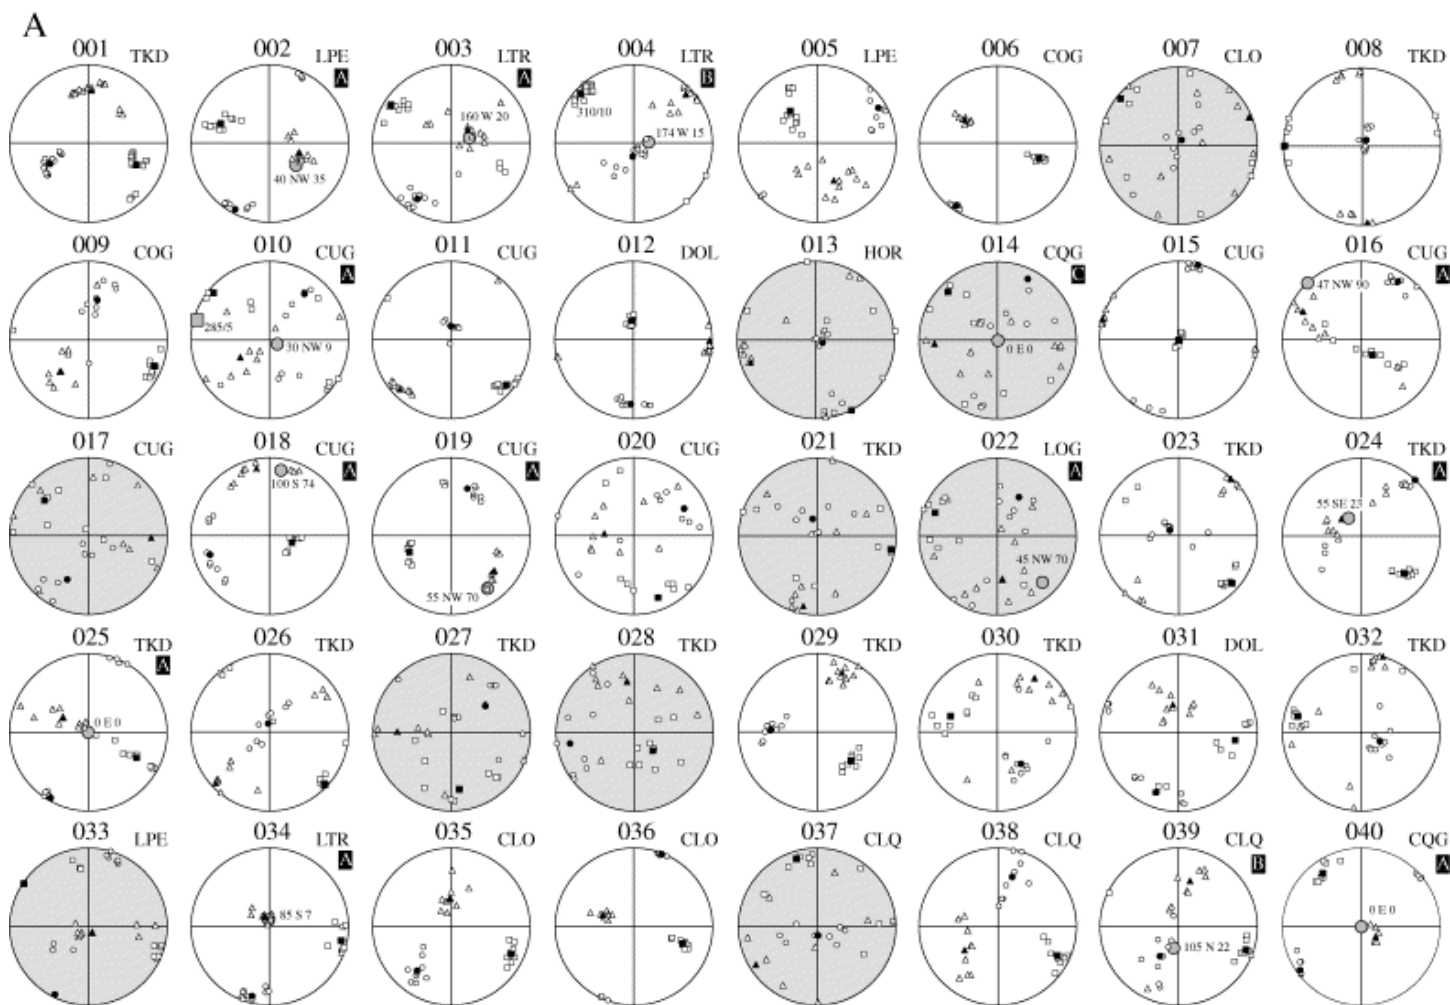 A
001 TKD 002 LPE 003 LTR 004 LTR 005 LPE 006 COG 007 CLO 008 TKD
A A B
310/10
160 W 20
174 W 15
40 NW 35
009 COG 010 CUG 011 CUG 012 DOL 013 HOR 014 CQG 015 CUG 016 CUG
A C A
47 NW 90
285/5
30 NW 9
0 E 0
017 CUG 018 CUG 019 CUG 020 CUG 021 TKD 022 LOG 023 TKD 024 TKD
A A A A
100 S 74
55 SE 23
45 NW 70
55 NW 70
025 TKD 026 TKD 027 TKD 028 TKD 029 TKD 030 TKD 031 DOL 032 TKD
A
0 E 0
033 LPE 034 LTR 035 CLO 036 CLO 037 CLQ 038 CLQ 039 CLQ 040 CQG
A B A
85 S 7
0 E 0
105 N 22